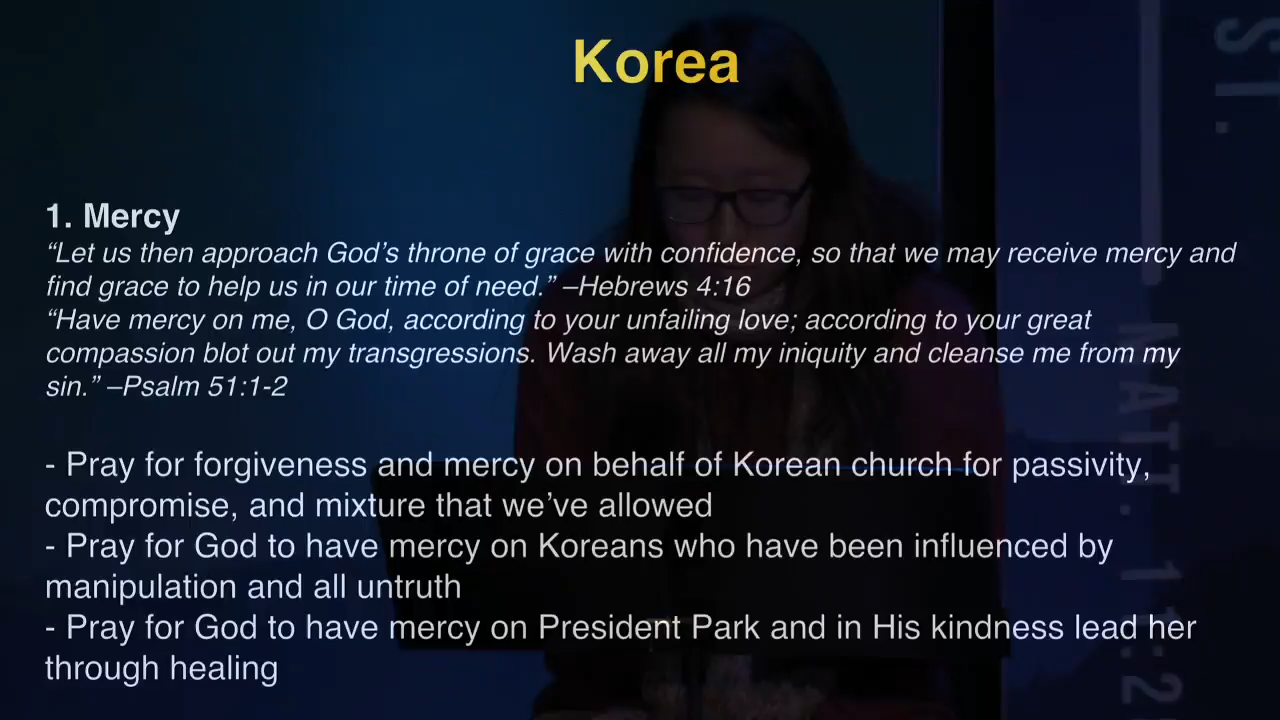 Korea
1. Mercy
“Let us then approach God’s throne of grace with confidence, so that we may receive mercy and
find grace to help us in our time of need.” –Hebrews 4:16
“Have mercy on me, O God, according to your unfailing love; according to your great
compassion blot out my transgressions. Wash away all my iniquity and cleanse me from my
sin.” –Psalm 51:1-2
- Pray for forgiveness and mercy on behalf of Korean church for passivity,
compromise, and mixture that we’ve allowed
- Pray for God to have mercy on Koreans who have been influenced by
manipulation and all untruth
- Pray for God to have mercy on President Park and in His kindness lead her
through healing
ST.
MATT. 11:2